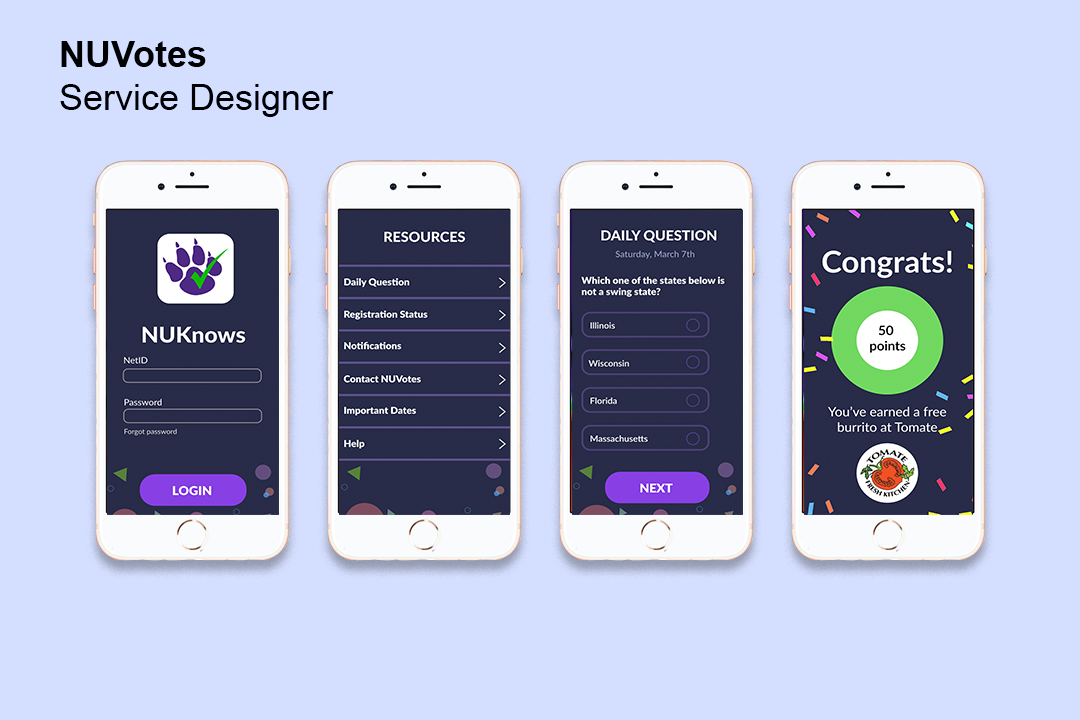 NUVotes
Service Designer
NUKnows
NetID
Password
Forgot password
LOGIN
RESOURCES
Daily Question
Registration Status
Notifications
Contact NUVotes
Important Dates
Help
DAILY QUESTION
Saturday, March 7th
Which one of the states below is
not a swing state?
Illinois
Wisconsin
Florida
Massachusetts
NEXT
Congrats!
50
points
You've earned a free
burrito at Tomate
TOMATE
FRESH KITCHEN